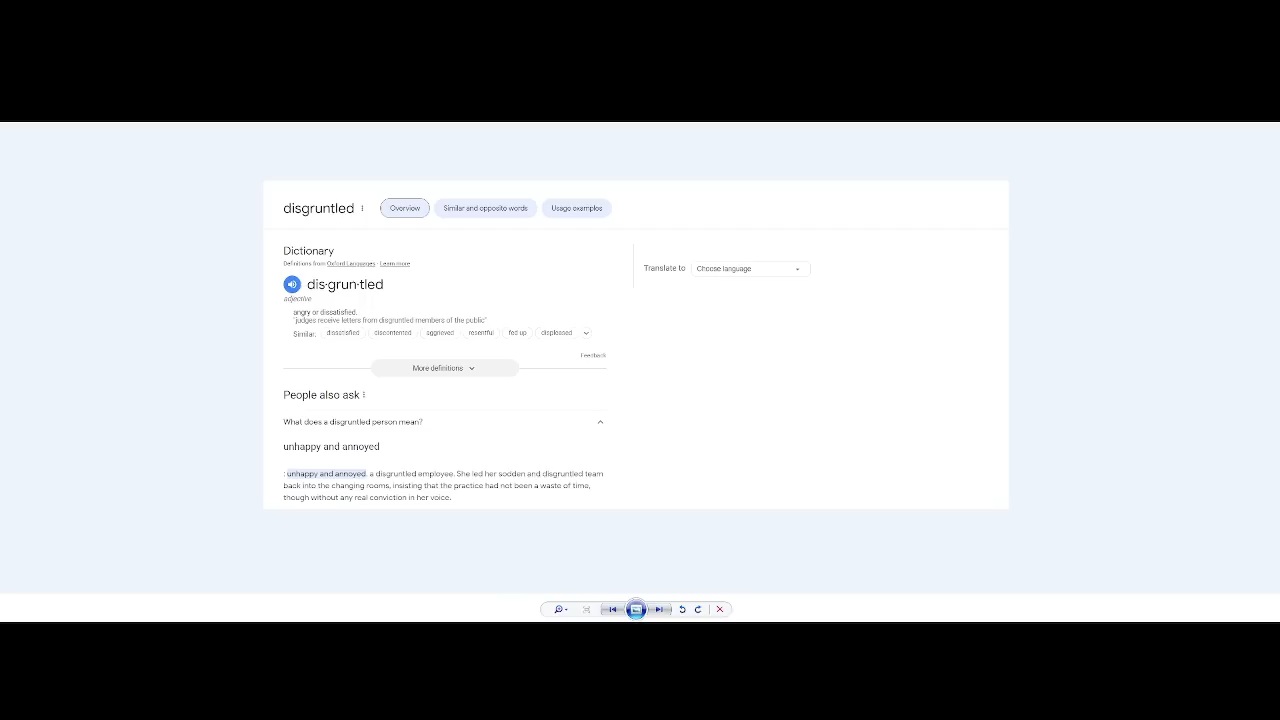 disgruntled
Overview
Similar and opposite words
Usage examples
Dictionary
Definitions from Oxford Languages · Learn more
dis·grun·tled
adjective
angry or dissatisfied.
"judges receive letters from disgruntled members of the public"
Similar: dissatisfied discontented aggrieved resentful fed up displeased
Feedback
More definitions
People also ask
What does a disgruntled person mean?
unhappy and annoyed
: unhappy and annoyed. a disgruntled employee. She led her sodden and disgruntled team
back into the changing rooms, insisting that the practice had not been a waste of time,
though without any real conviction in her voice.
Translate to Choose language